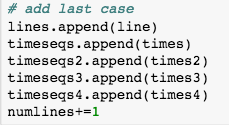 # add last case
lines.append(line)
timeseqs.append(times)
timeseqs2.append(times2)
timeseqs3.append(times3)
timeseqs4.append(times4)
numlines+=1